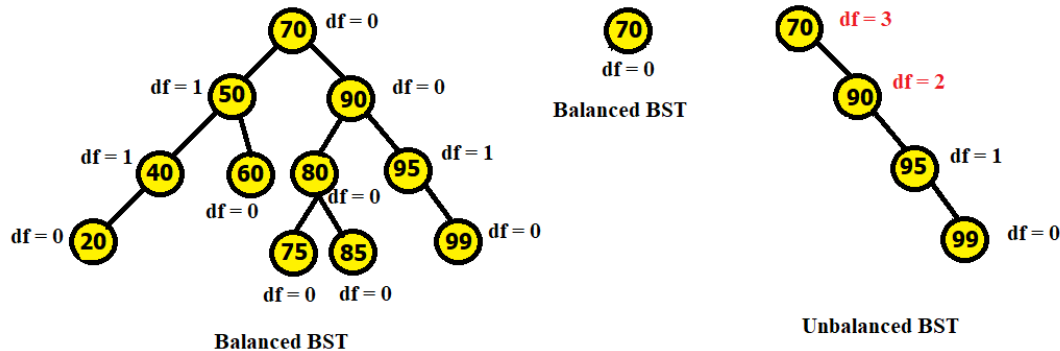 70 df = 0
df = 1 50 90 df = 0
df = 1 40 60 80 95 df = 1
df = 0 df = 0
df = 0 20 75 85 99 df = 0
df = 0 df = 0
Balanced BST
70
df = 0
Balanced BST
70 df = 3
90 df = 2
95 df = 1
99 df = 0
Unbalanced BST